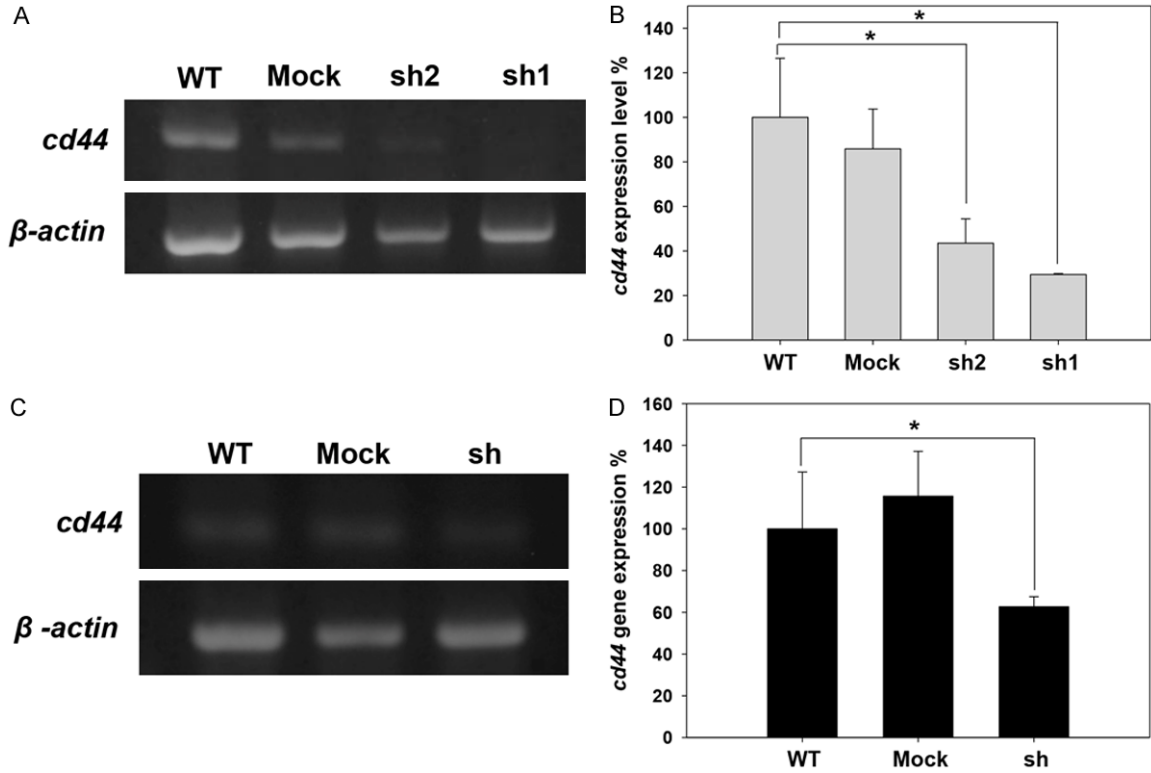 A
WT Mock sh2 sh1
cd44
β-actin
B
cd44 expression level %
140
120
100
80
60
40
20
0
* 
*
WT Mock sh2 sh1
C
WT Mock sh
cd44
β -actin
D
cd44 gene expression %
160
140
120
100
80
60
40
20
0
*
WT Mock sh